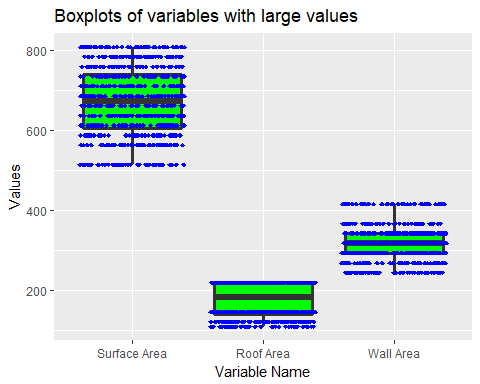 Boxplots of variables with large values
800
600
400
200
Values
Surface Area
Roof Area
Wall Area
Variable Name